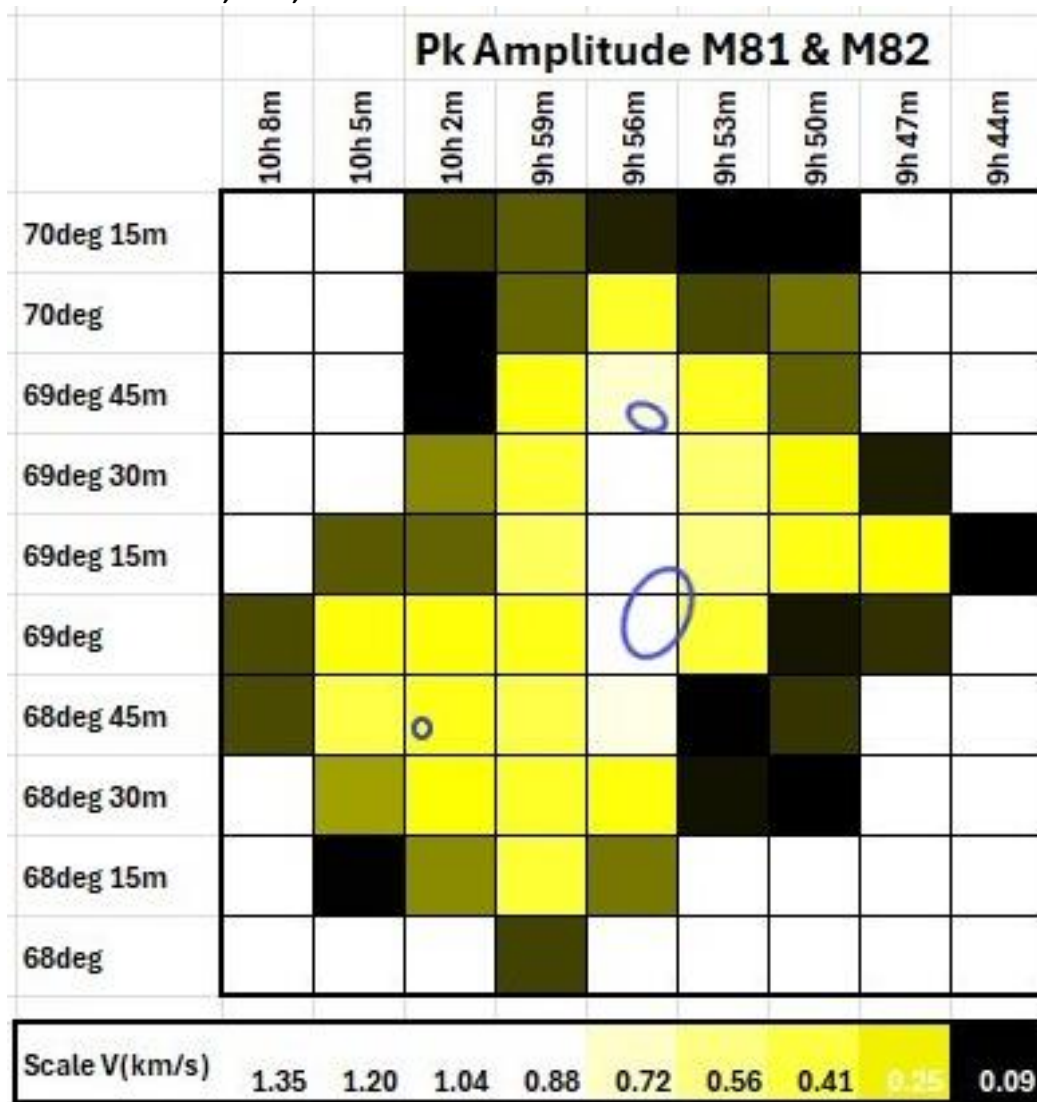 Pk Amplitude M81 & M82
10h 8m 10h 5m 10h 2m 9h 59m 9h 56m 9h 53m 9h 50m 9h 47m 9h 44m
70deg 15m
70deg
69deg 45m
69deg 30m
69deg 15m
69deg
68deg 45m
68deg 30m
68deg 15m
68deg
Scale V(km/s) 1.35 1.20 1.04 0.88 0.72 0.56 0.41 0.25 0.09